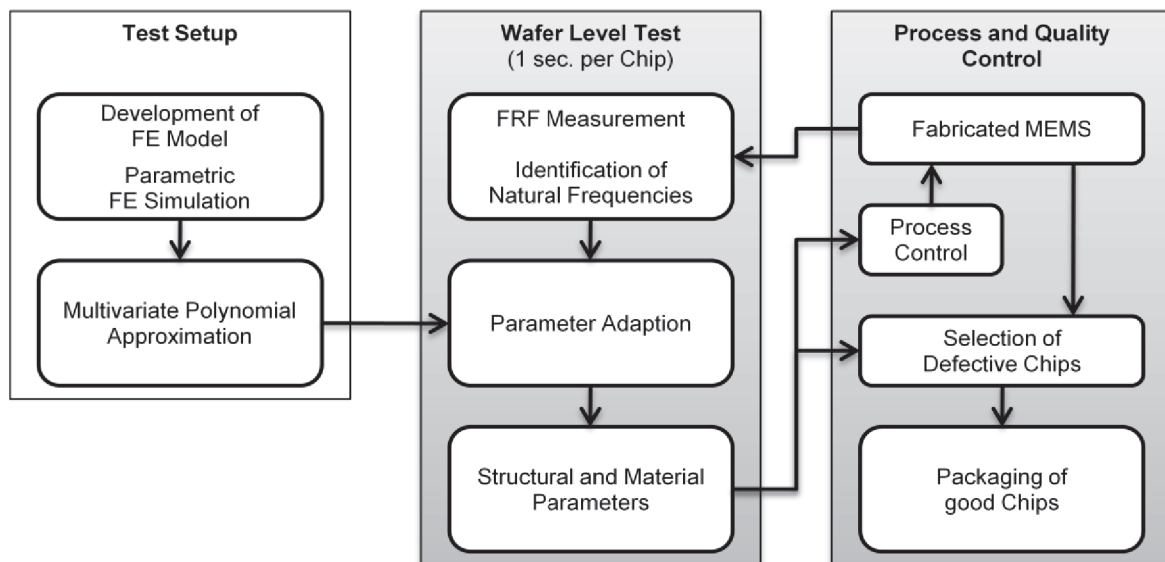 Test Setup
Development of
FE Model
Parametric
FE Simulation
Multivariate Polynomial
Approximation
Wafer Level Test
(1 sec. per Chip)
FRF Measurement
Identification of
Natural Frequencies
Parameter Adaption
Structural and Material
Parameters
Process and Quality
Control
Fabricated MEMS
Process
Control
Selection of
Defective Chips
Packaging of
good Chips